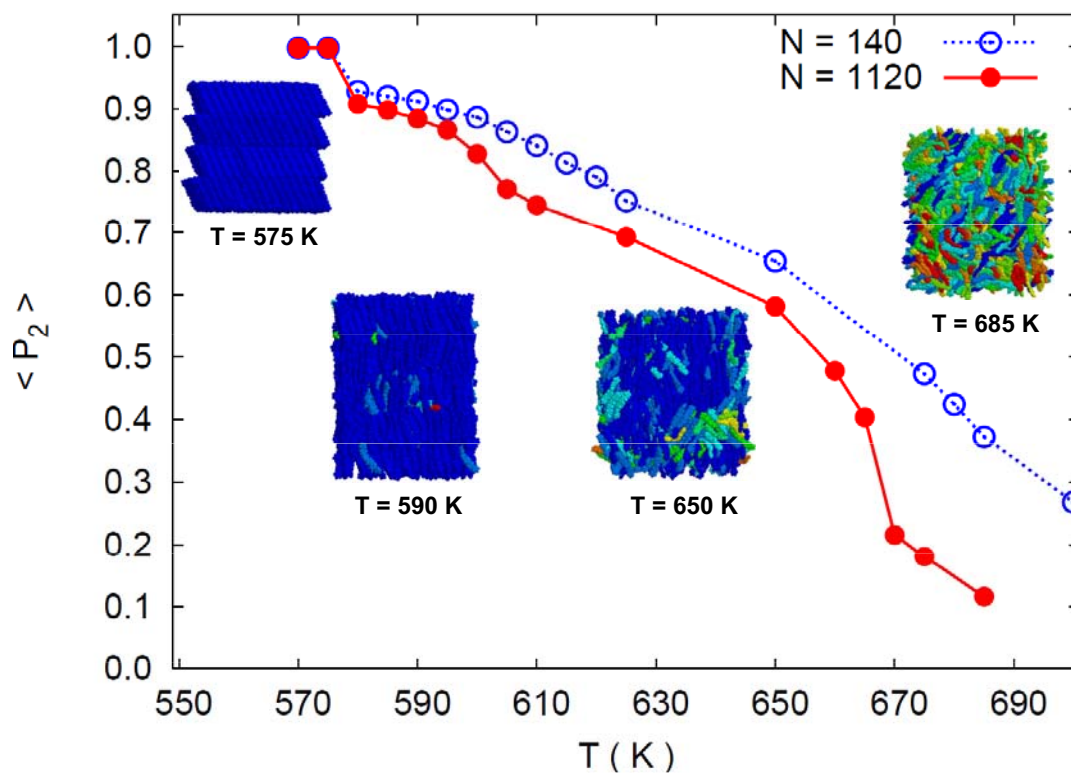 N = 140
N = 1120
1.0
0.9
0.8
0.7
0.6
0.5
0.4
0.3
0.2
0.1
0.0
< P2 >
T = 575 K
T = 685 K
T = 590 K
T = 650 K
550 570 590 610 630 650 670 690
T ( K )